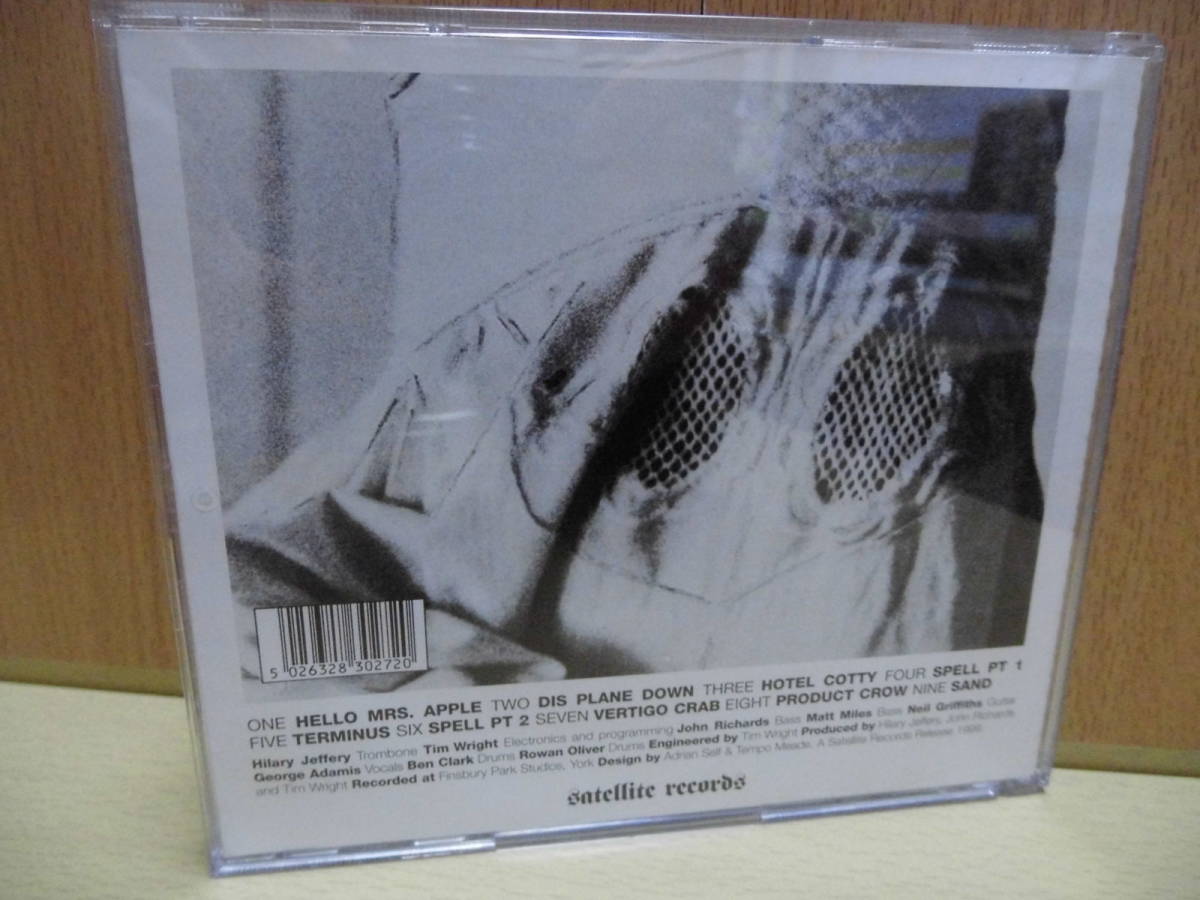 5 026328 302720
ONE HELLO MRS. APPLE TWO DIS PLANE DOWN THREE HOTEL COTTY FOUR SPELL PT 1
FIVE TERMINUS SIX SPELL PT 2 SEVEN VERTIGO CRAB EIGHT PRODUCT CROW NINE SAND
Hilary Jeffery Trombone Tim Wright Electronics and programming John Richards Bass Matt Miles Bass Neil Griffiths Guitar
George Adamis Vocals Ben Clark Drums Rowan Oliver Drums Engineered by Tim Wright Produced by Hilary Jeffery, John Richards
and Tim Wright Recorded at Finsbury Park Studios, York Design by Adrian Self & Tempo Meade. A Satellite Records Release
satellite records